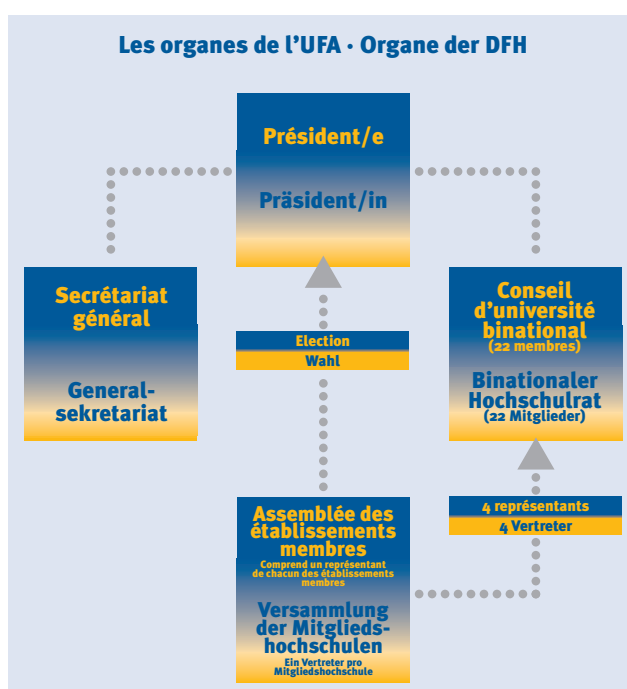 Les organes de l'UFA · Organe der DFH
Président/e
Präsident/in
Secrétariat
général
General-
sekretariat
Conseil
d'université
binational
(22 membres)
Binationaler
Hochschulrat
(22 Mitglieder)
Election
Wahl
4 représentants
4 Vertreter
Assemblée des
établissements
membres
Comprend un représentant
de chacun des établissements
membres
Versammlung
der Mitglieds-
hochschulen
Ein Vertreter pro
Mitgliedshochschule